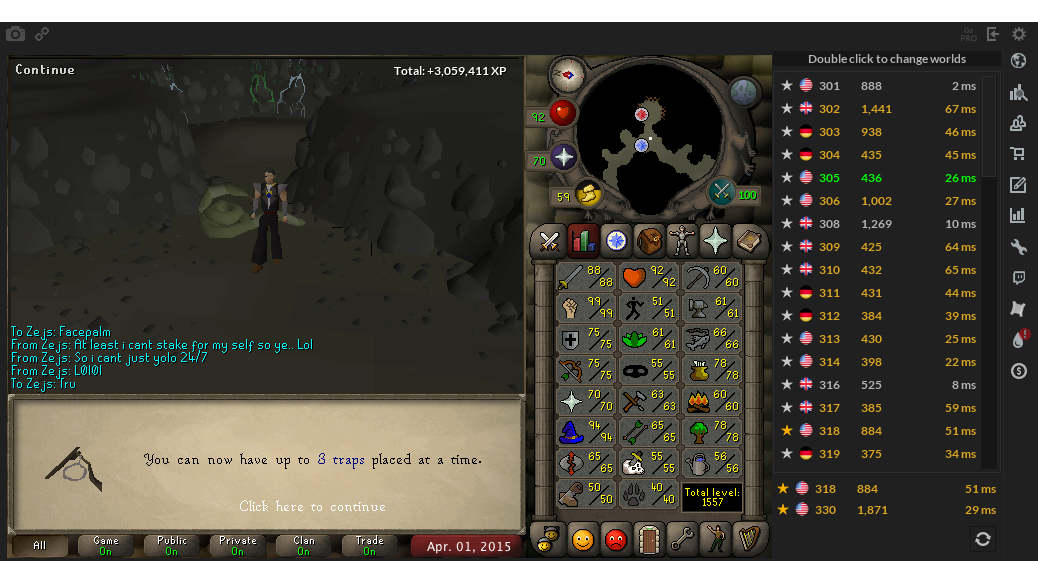 Go
PRO
Continue
Total: +3,059,411 XP
92
70
59
100
To Zejs: Facepalm
From Zejs: At least i cant stake for my self so ye.. Lol
From Zejs: So i cant just yolo 24/7
From Zejs: L0l0l
To Zejs: Tru
You can now have up to 3 traps placed at a time.
Click here to continue
All
Game
On
Public
On
Private
On
Clan
On
Trade
On
Apr. 01, 2015
88/88 92/92 60/60
99/99 51/51 61/61
75/75 61/61 66/66
75/75 55/55 78/78
70/70 63/63 60/60
94/94 65/65 78/78
65/65 55/55 56/56
50/50 40/40
Total level:
1557
Double click to change worlds
301 888 2 ms
302 1,441 67 ms
303 938 46 ms
304 435 45 ms
305 436 26 ms
306 1,002 27 ms
308 1,269 10 ms
309 425 64 ms
310 432 65 ms
311 431 44 ms
312 384 39 ms
313 430 25 ms
314 398 22 ms
316 525 8 ms
317 385 59 ms
318 884 51 ms
319 375 34 ms
318 884 51 ms
330 1,871 29 ms